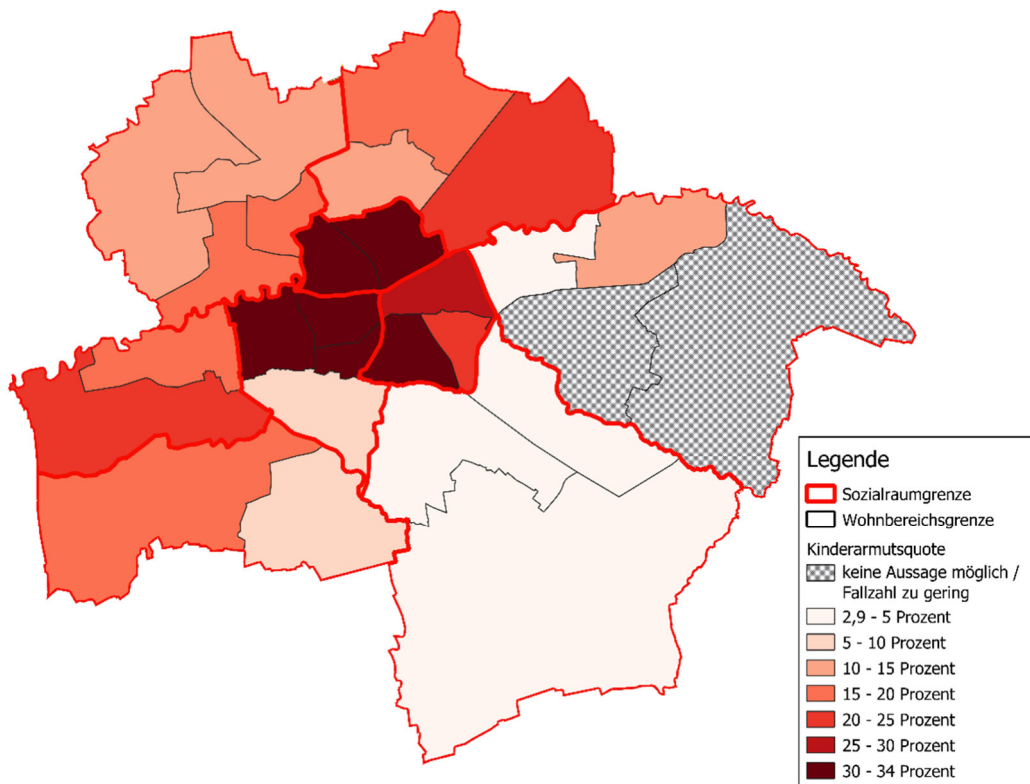 Legende
Sozialraumgrenze
Wohnbereichsgrenze
Kinderarmutsquote
keine Aussage möglich /
Fallzahl zu gering
2,9 - 5 Prozent
5 - 10 Prozent
10 - 15 Prozent
15 - 20 Prozent
20 - 25 Prozent
25 - 30 Prozent
30 - 34 Prozent